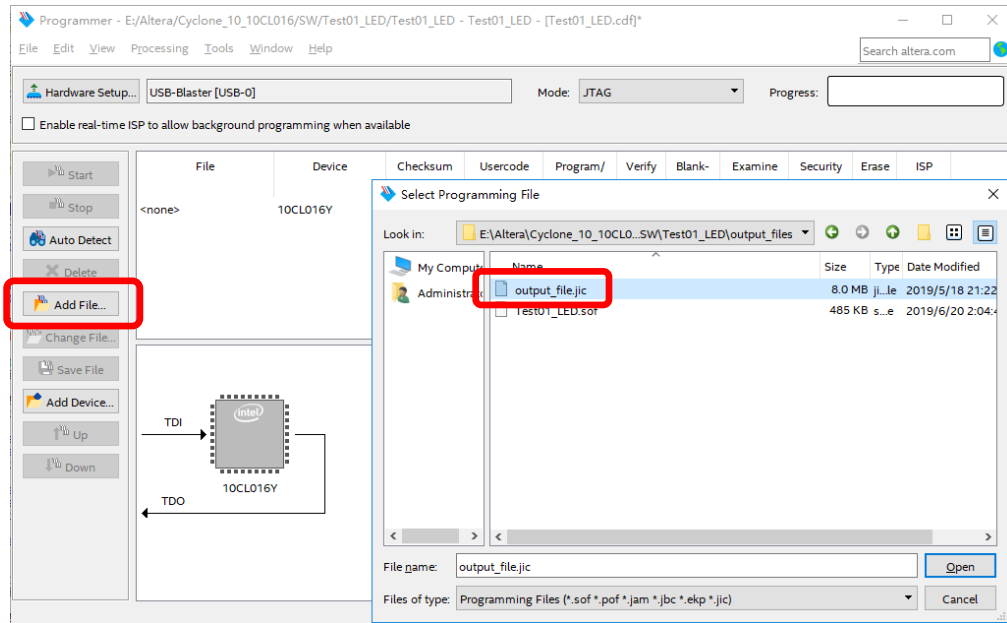 Programmer - E:/Altera/Cyclone_10_10CL016/SW/Test01_LED/Test01_LED - Test01_LED - [Test01_LED.cdf]*
File Edit View Processing Tools Window Help
Search altera.com
Hardware Setup... USB-Blaster [USB-0] Mode: JTAG Progress:
Enable real-time ISP to allow background programming when available
Start
Stop
Auto Detect
Delete
Add File...
Change File...
Save File
Add Device...
Up
Down
File Device Checksum Usercode Program/ Verify Blank- Examine Security Erase ISP
<none> 10CL016Y
TDI
intel
10CL016Y
TDO
Select Programming File
Look in: E:\Altera\Cyclone_10_10CL0...SW\Test01_LED\output_files
My Compute
Administra
Name Size Type Date Modified
output_file.jic 8.0 MB ji...le 2019/5/18 21:22
Test01_LED.sof 485 KB s...e 2019/6/20 2:04:
File name: output_file.jic Open
Files of type: Programming Files (*.sof *.pof *.jam *.jbc *.ekp *.jic) Cancel